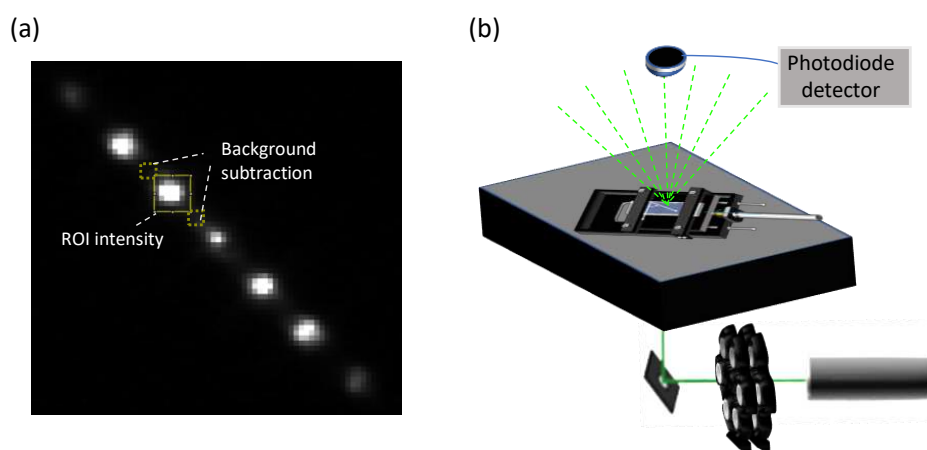 (a)
(b)
Background
subtraction
ROI intensity
Photodiode
detector